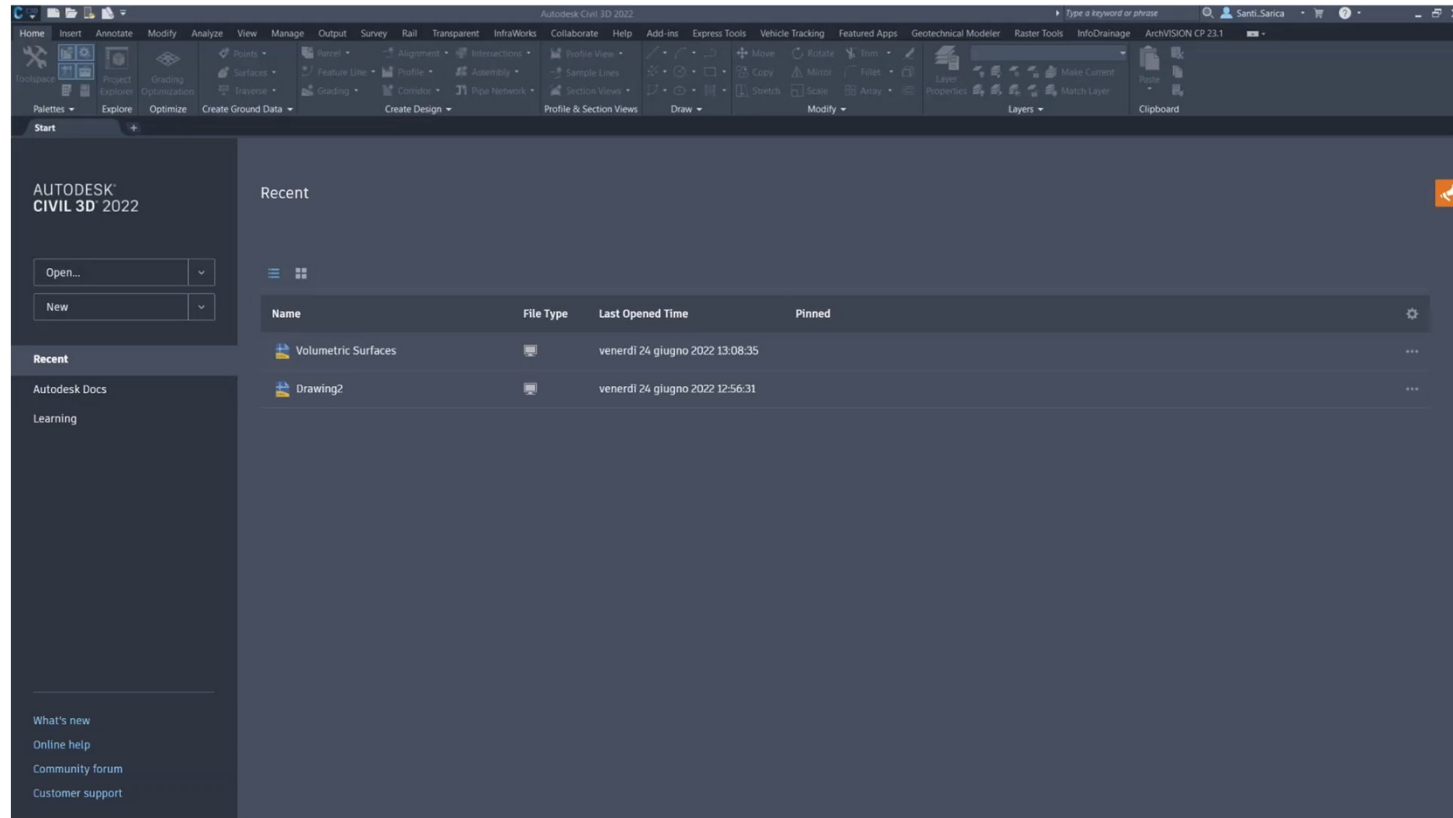 Autodesk Civil 3D 2022 Type a keyword or phrase Santi_Sarica
Home Insert Annotate Modify Analyze View Manage Output Survey Rail Transparent InfraWorks Collaborate Help Add-ins Express Tools Vehicle Tracking Featured Apps Geotechnical Modeler Raster Tools InfoDrainage ArchVISION CP 23.1
Points Parcel Alignment Intersections Profile View Move Rotate Trim
Toolspace Project Explorer Grading Optimization Surfaces Feature Line Profile Assembly Sample Lines Copy Mirror Fillet Layer Properties Make Current Paste
Traverse Grading Corridor Pipe Network Section Views Stretch Scale Array Match Layer
Palettes Explore Optimize Create Ground Data Create Design Profile & Section Views Draw Modify Layers Clipboard
Start
AUTODESK
CIVIL 3D 2022
Open...
New
Recent
Autodesk Docs
Learning
What's new
Online help
Community forum
Customer support
Recent
Name File Type Last Opened Time Pinned
Volumetric Surfaces venerdì 24 giugno 2022 13:08:35
Drawing2 venerdì 24 giugno 2022 12:56:31